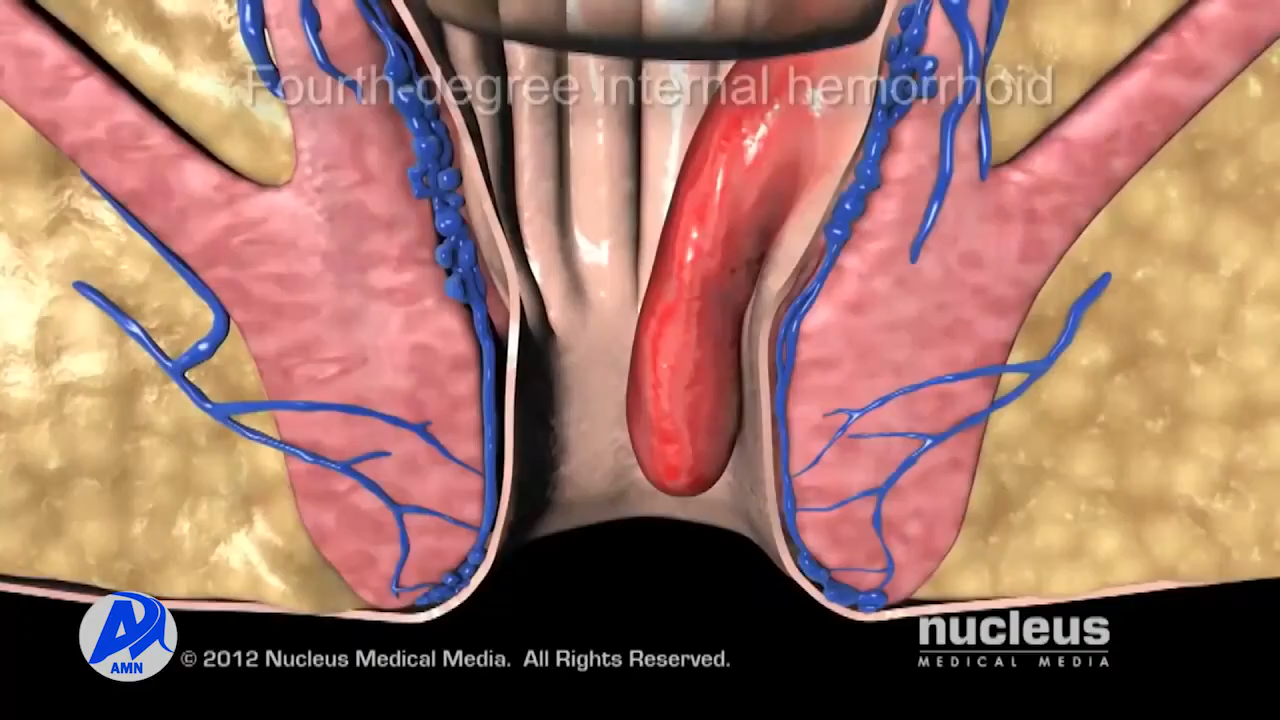 Fourth-degree internal hemorrhoid
AMN
© 2012 Nucleus Medical Media. All Rights Reserved.
nucleus
MEDICAL MEDIA